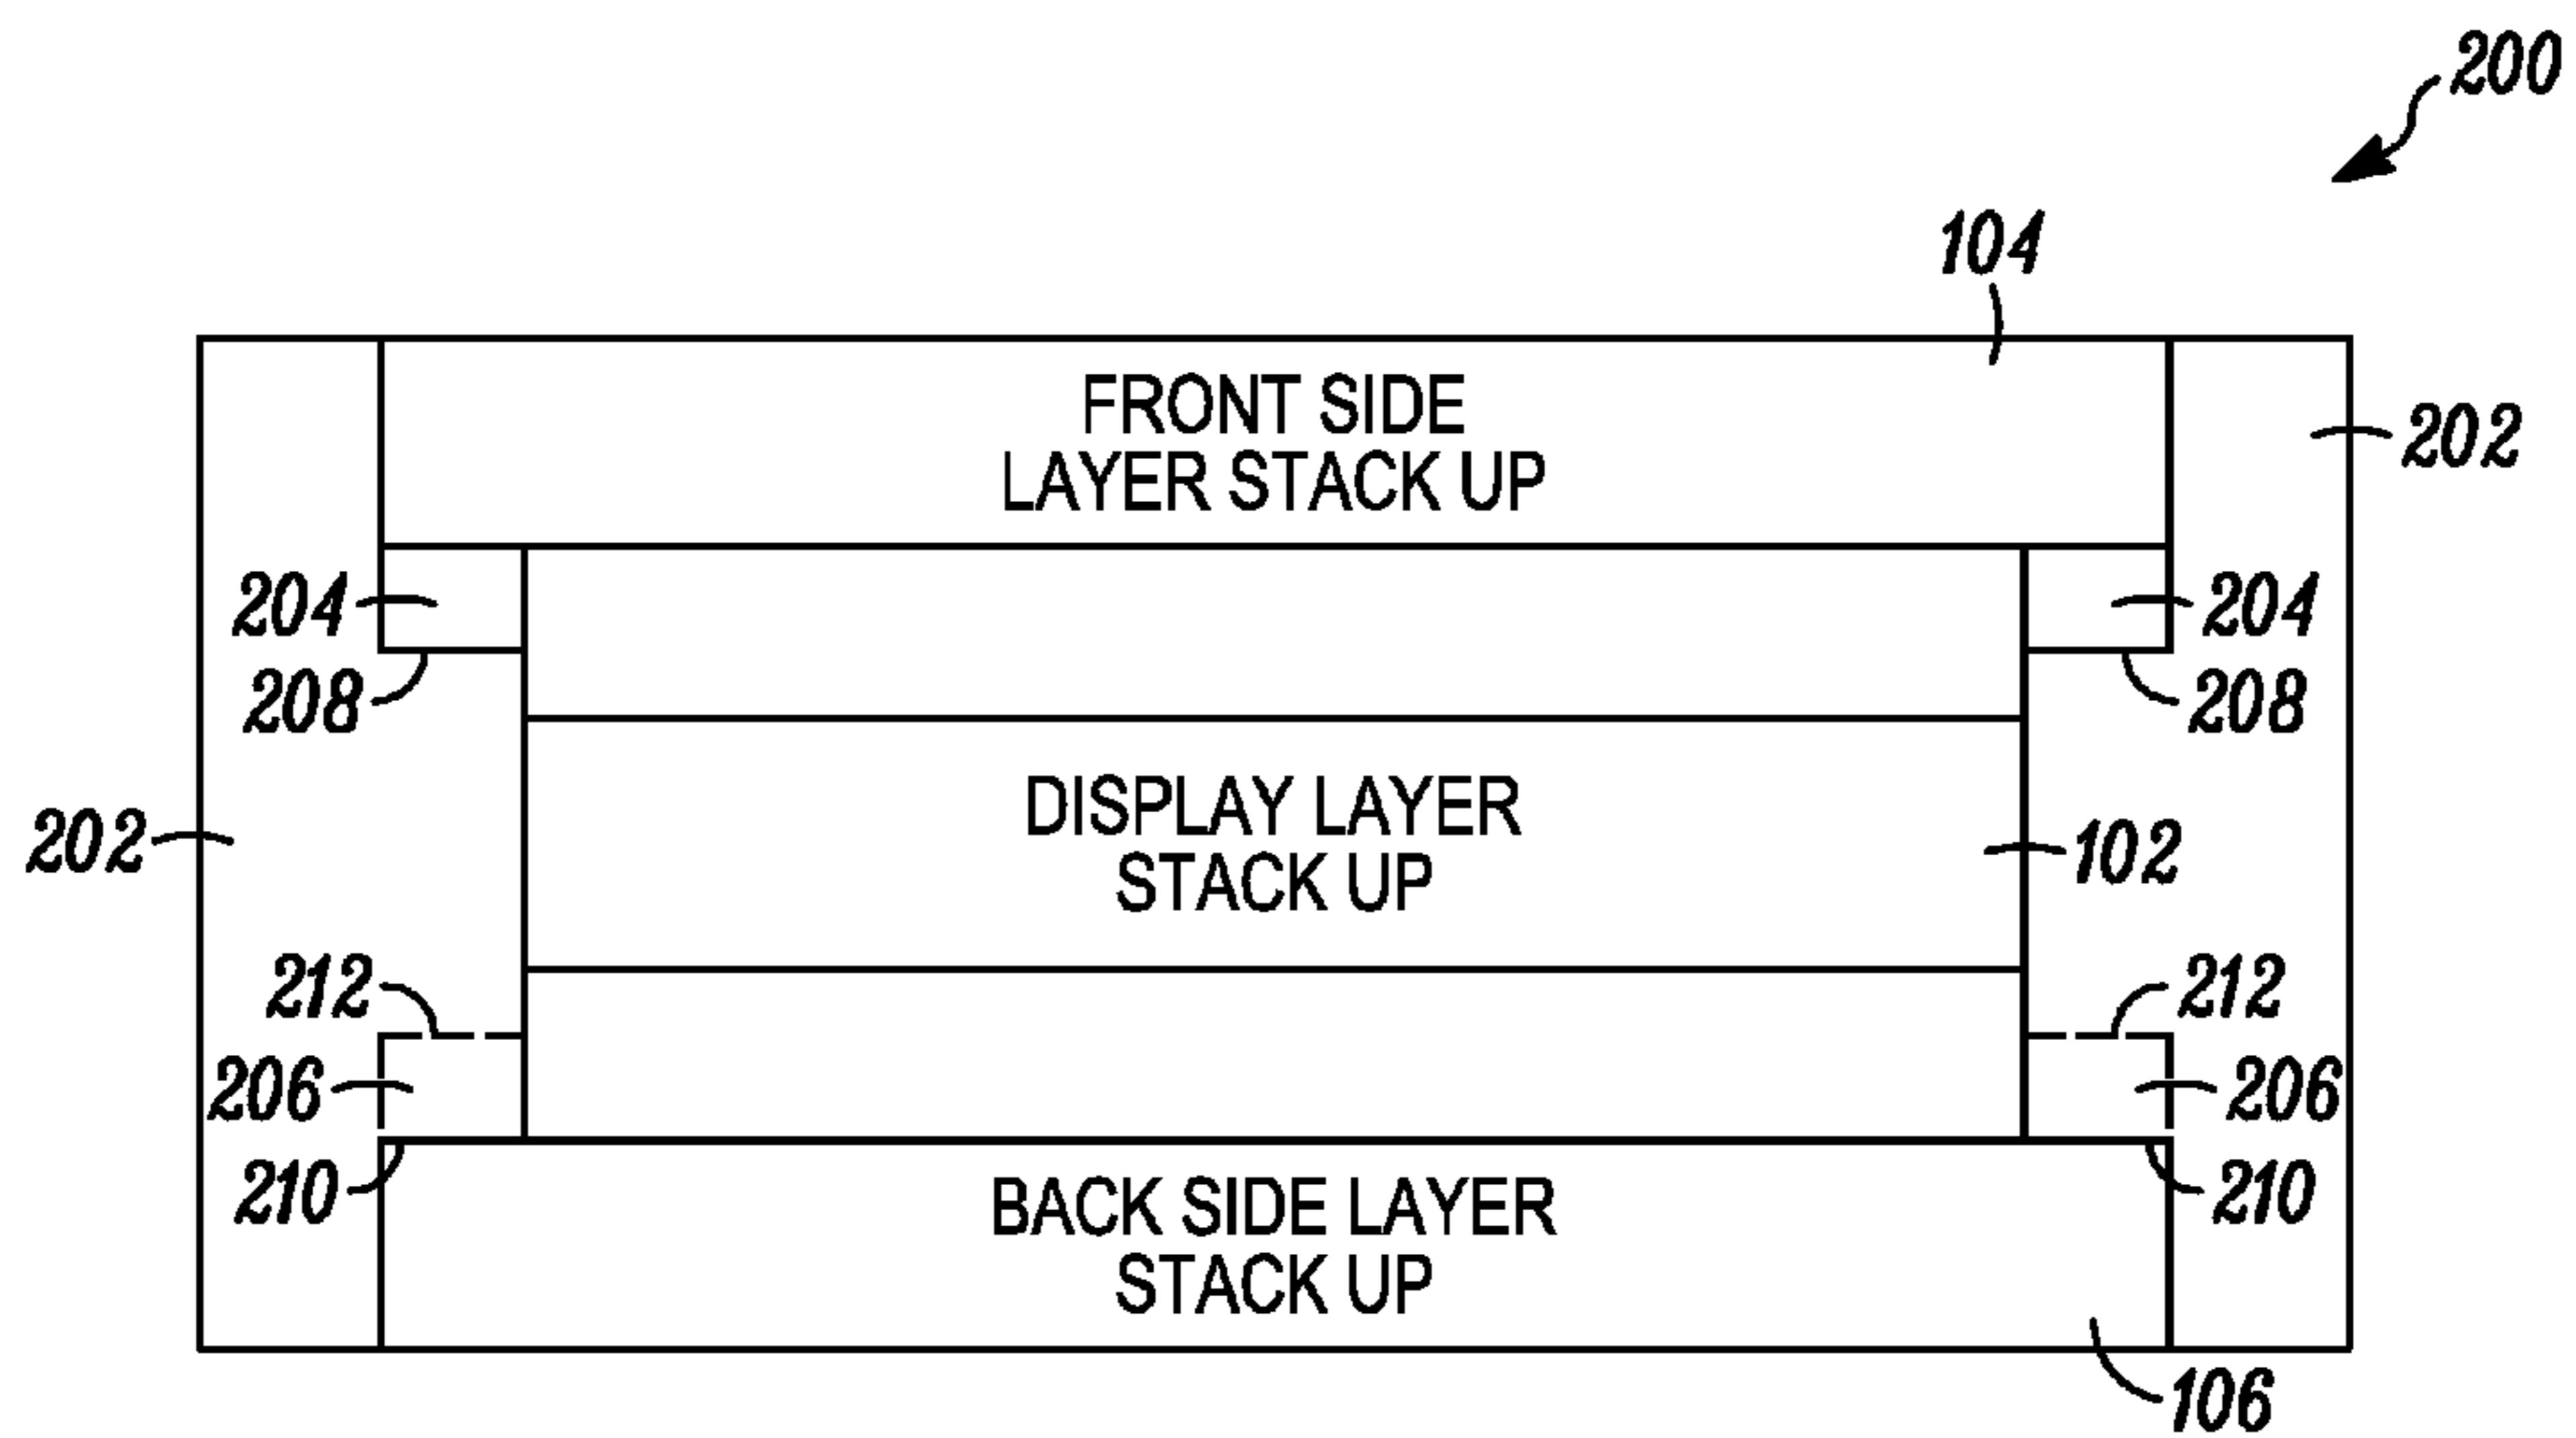 200
104
FRONT SIDE
LAYER STACK UP
202
204
204
208
208
DISPLAY LAYER
STACK UP
202
102
212
212
206
206
210
210
BACK SIDE LAYER
STACK UP
106